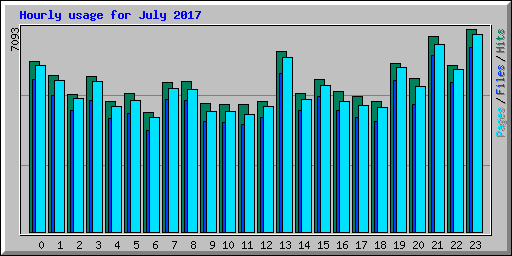 Hourly usage for July 2017
7093
Pages/Files/Hits
0 1 2 3 4 5 6 7 8 9 10 11 12 13 14 15 16 17 18 19 20 21 22 23